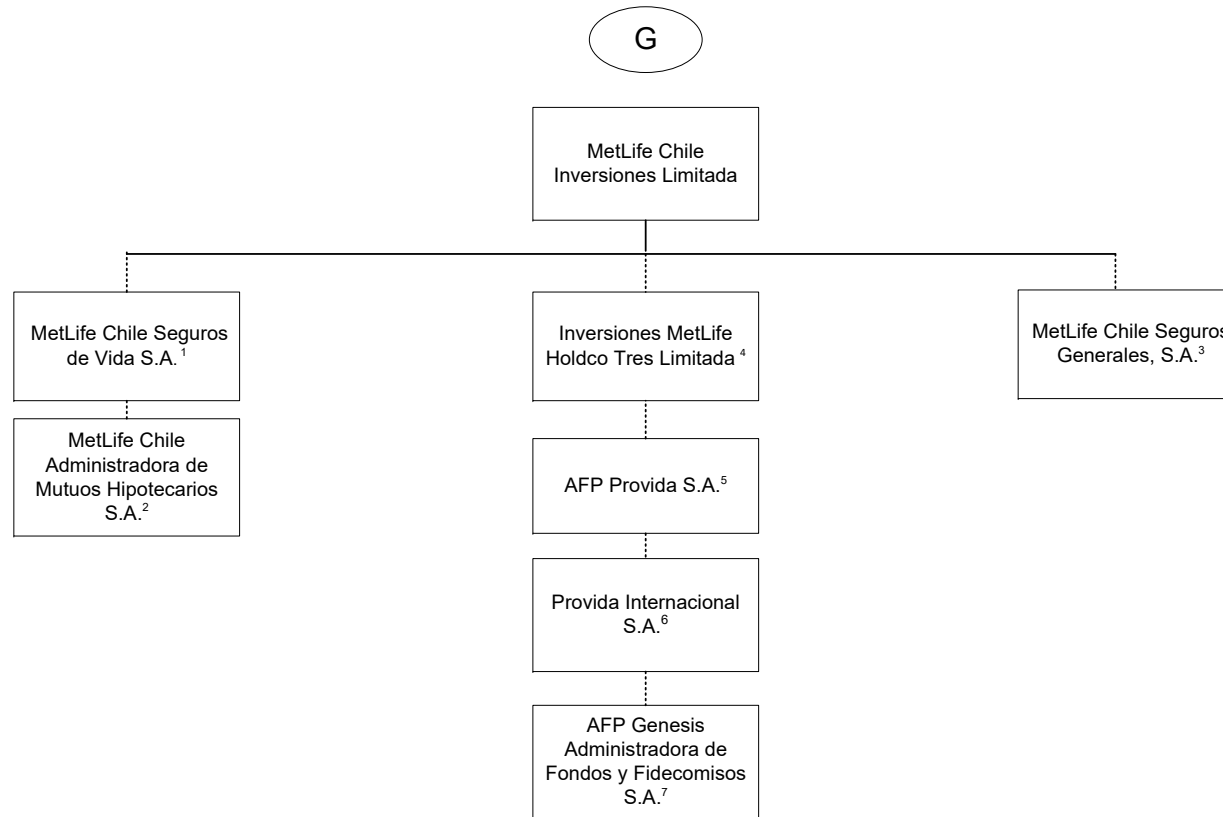 G
MetLife Chile
Inversiones Limitada
MetLife Chile Seguros
de Vida S.A. 1
Inversiones MetLife
Holdco Tres Limitada 4
MetLife Chile Seguros
Generales, S.A.3
MetLife Chile
Administradora de
Mutuos Hipotecarios
S.A.2
AFP Provida S.A.5
Provida Internacional
S.A.6
AFP Genesis
Administradora de
Fondos y Fidecomisos
S.A.7